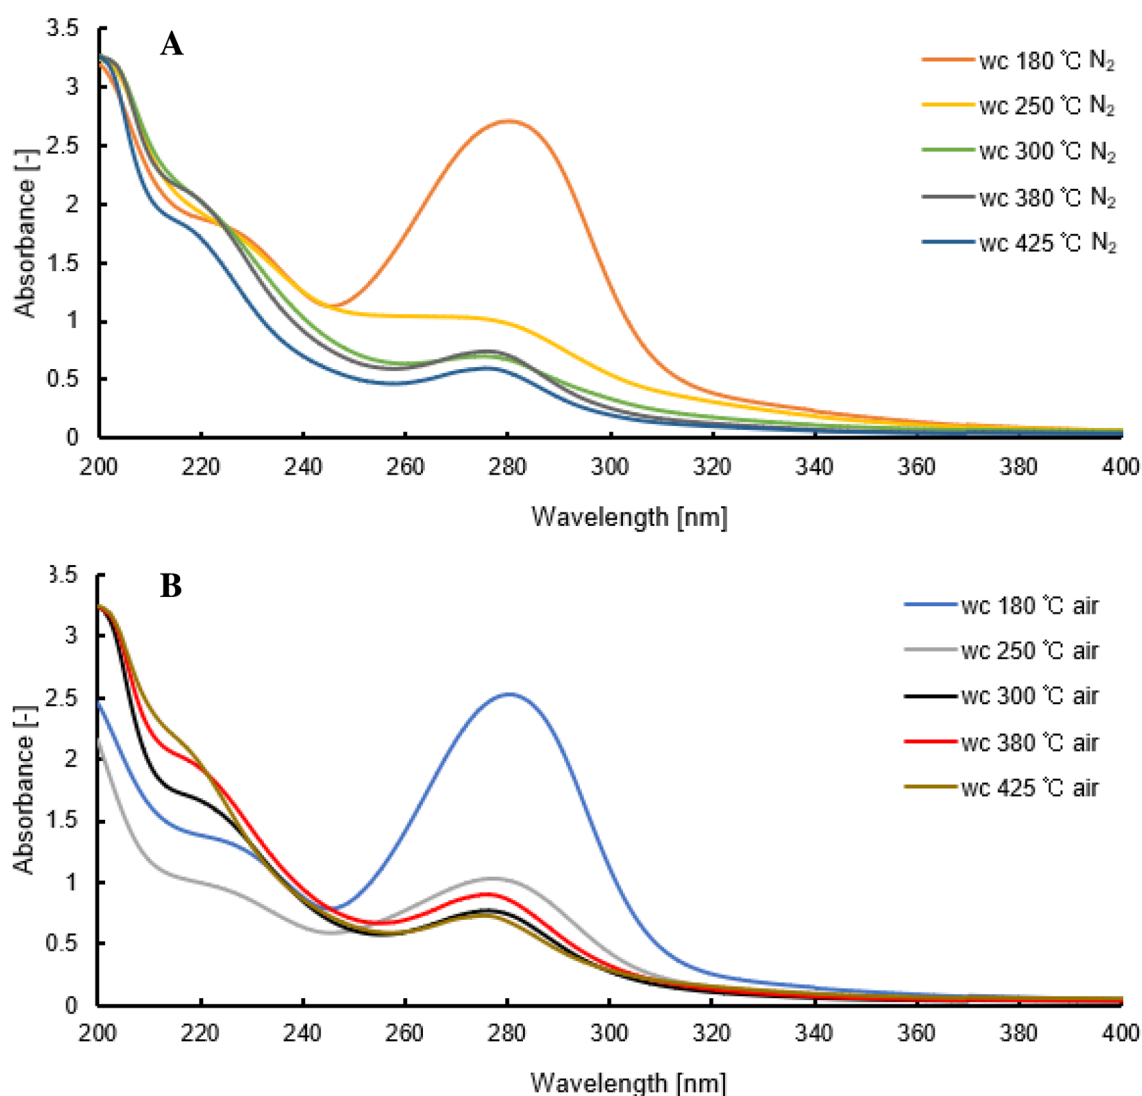 A
3.5
3
2.5
2
1.5
1
0.5
0
Absorbance [-]
200 220 240 260 280 300 320 340 360 380 400
Wavelength [nm]
wc 180 ℃ N₂
wc 250 ℃ N₂
wc 300 ℃ N₂
wc 380 ℃ N₂
wc 425 ℃ N₂
B
3.5
3
2.5
2
1.5
1
0.5
0
Absorbance [-]
200 220 240 260 280 300 320 340 360 380 400
Wavelength [nm]
wc 180 ℃ air
wc 250 ℃ air
wc 300 ℃ air
wc 380 ℃ air
wc 425 ℃ air